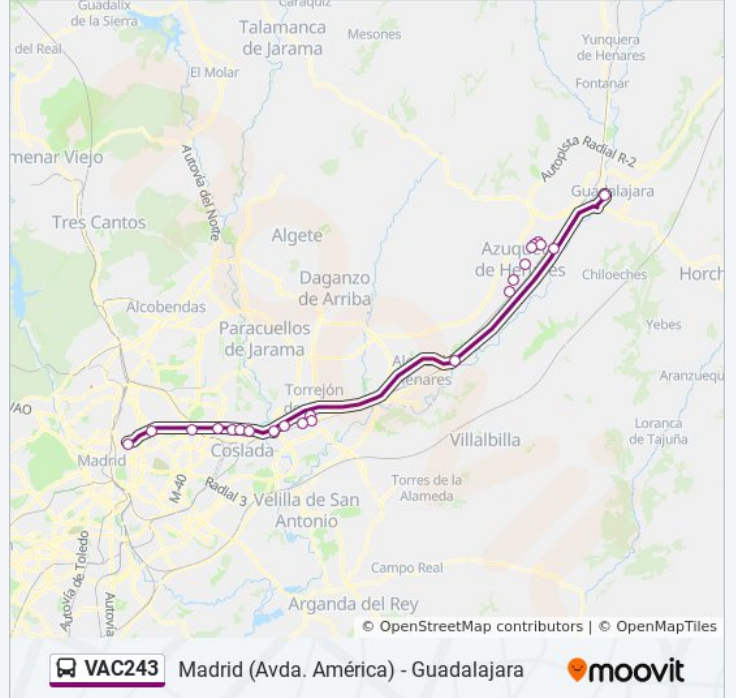 Guadalix
de la Sierra
del Real
Caraquiz
Talamanca
de Jarama
Mesones
Yunquera
de Henares
El Molar
Fontanar
menar Viejo
Autovía del Norte
Autopista Radial R-2
Guadalajara
Tres Cantos
Algete
Azuqu
de Henares
Chiloeches
Horch
Daganzo
de Arriba
Alcobendas
Paracuellos
de Jarama
Yebes
Torrejón
Henares
Aranzuequ
VAO
Madrid
Coslada
Villalbilla
Loranca
de Tajuña
M-40
Radial 3
Velilla de San
Antonio
Torres de la
Alameda
Autovía de Toledo
Autovía
Campo Real
Arganda del Rey
© OpenStreetMap contributors | © OpenMapTiles
VAC243 Madrid (Avda. América) - Guadalajara moovit